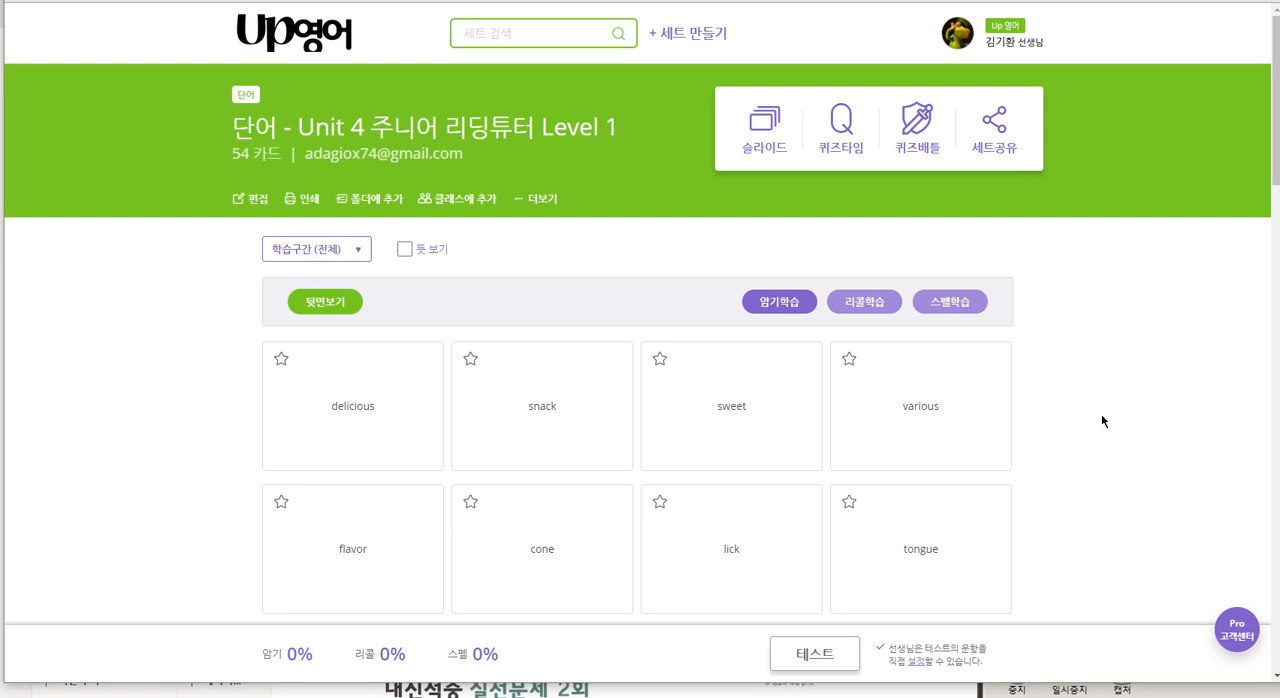 Up영어
세트 검색
+ 세트 만들기
Up 영어
김기환 선생님
단어
단어 - Unit 4 주니어 리딩튜터 Level 1
54 카드 | adagiox74@gmail.com
슬라이드
퀴즈타임
퀴즈배틀
세트공유
편집
인쇄
폴더에 추가
클래스에 추가
··· 더보기
학습구간 (전체) ▼
뜻 보기
뒷면보기
암기학습
리콜학습
스펠학습
delicious
snack
sweet
various
flavor
cone
lick
tongue
Pro
고객센터
암기 0%
리콜 0%
스펠 0%
테스트
선생님은 테스트의 문항을
직접 설정할 수 있습니다.
내신적중 실전문제 2회
중지
일시중지
캡처